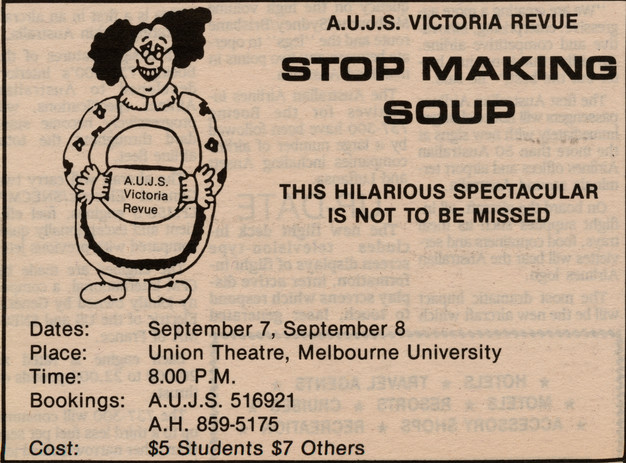 A.U.J.S. VICTORIA REVUE
STOP MAKING
SOUP
A.U.J.S.
Victoria
Revue
THIS HILARIOUS SPECTACULAR
IS NOT TO BE MISSED
Dates: September 7, September 8
Place: Union Theatre, Melbourne University
Time: 8.00 P.M.
Bookings: A.U.J.S. 516921
A.H. 859-5175
Cost: $5 Students $7 Others